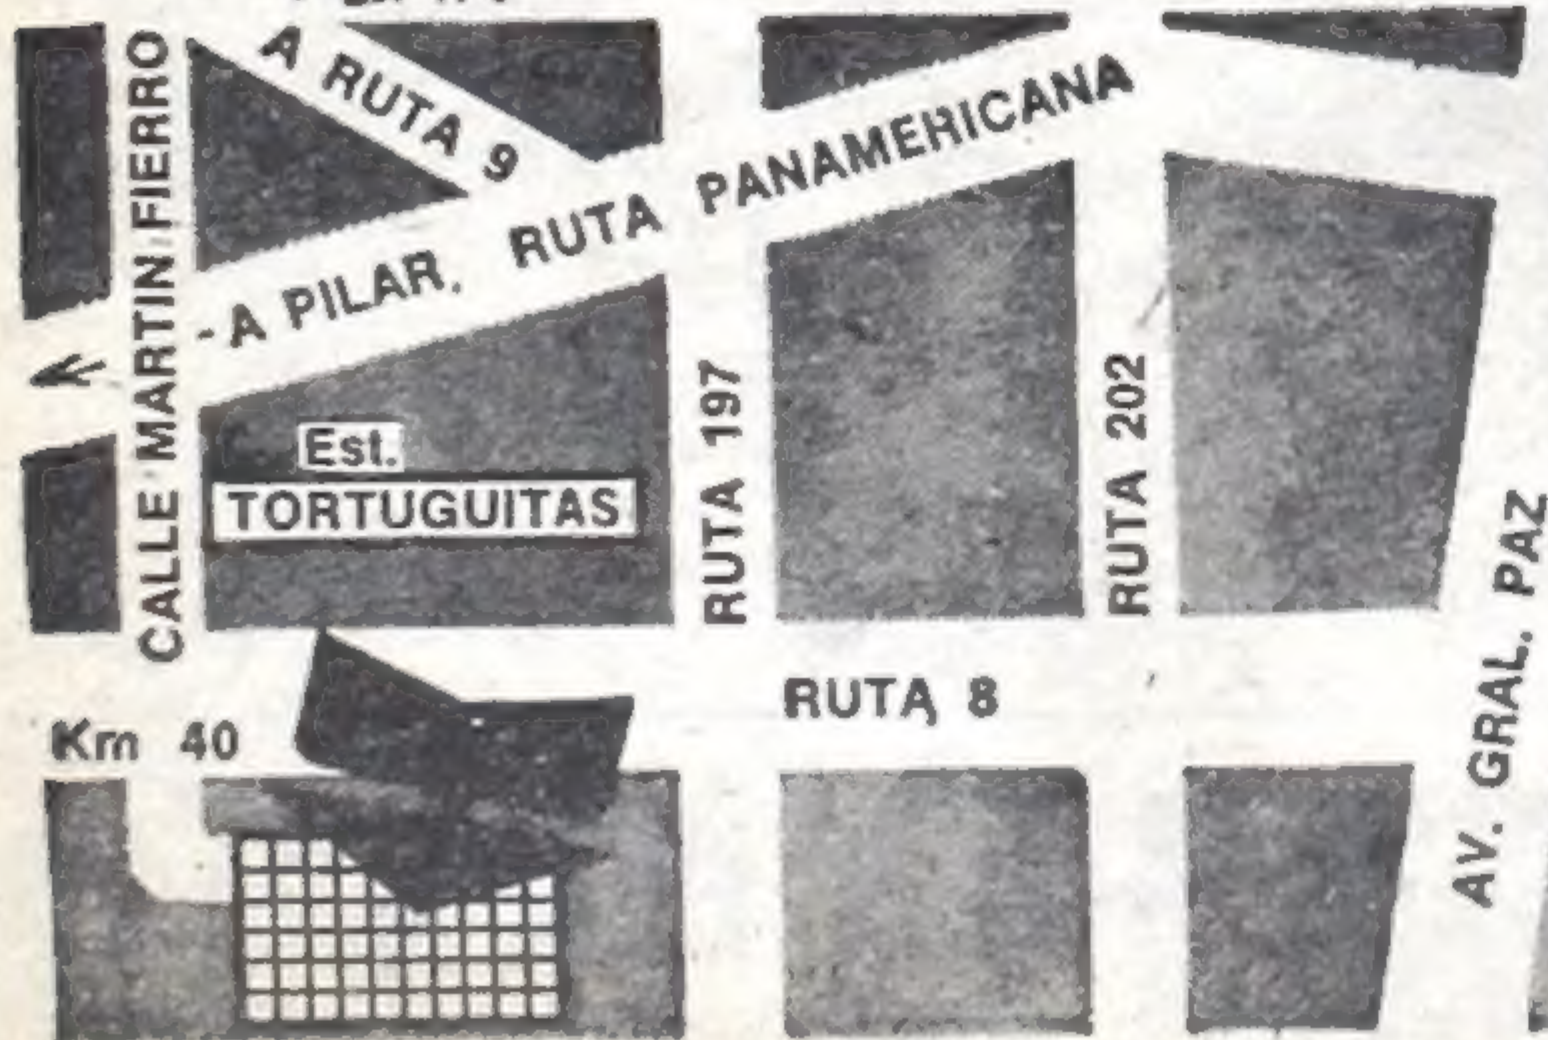 A RUTA 9
CALLE MARTIN FIERRO
-A PILAR. RUTA PANAMERICANA
Est.
TORTUGUITAS
RUTA 197
RUTA 202
RUTA 8
Km 40
AV. GRAL. PAZ